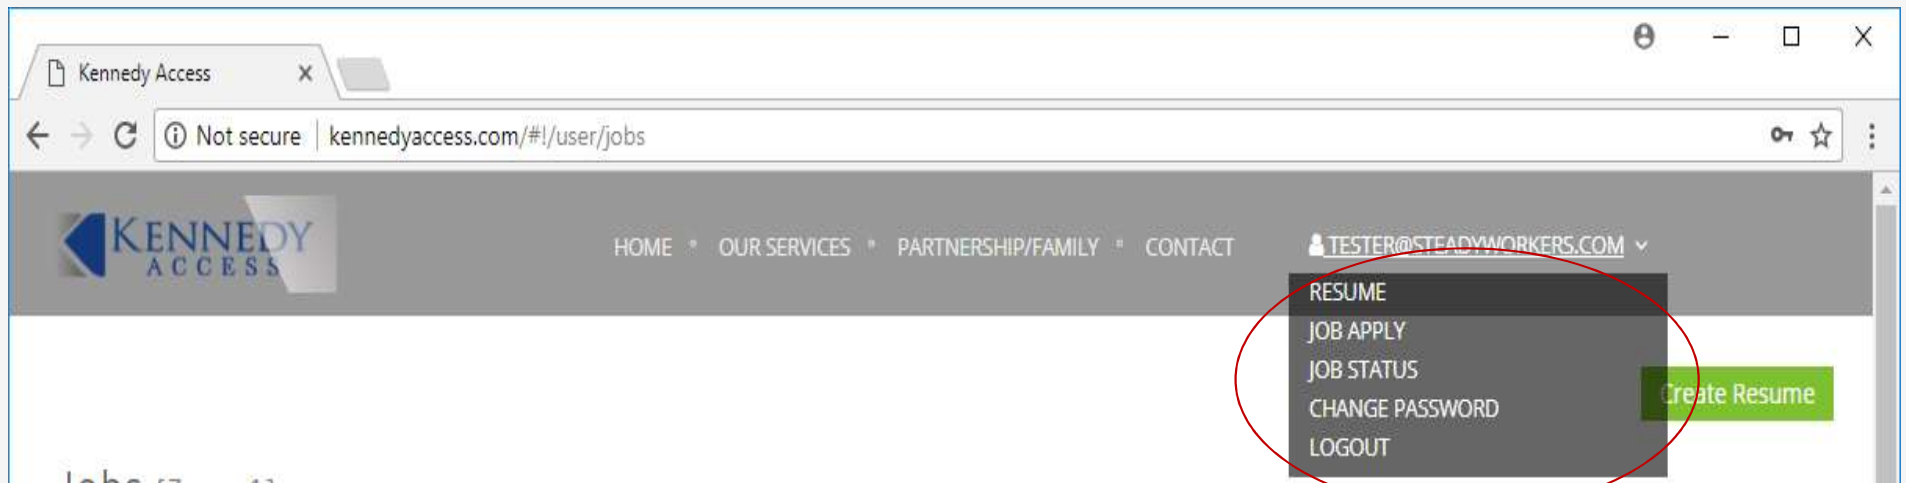 Kennedy Access
Not secure kennedyaccess.com/#!/user/jobs
KENNEDY
ACCESS
HOME OUR SERVICES PARTNERSHIP/FAMILY CONTACT TESTER@STEADYWORKERS.COM
RESUME
JOB APPLY
JOB STATUS
CHANGE PASSWORD
LOGOUT
Create Resume
Jobs